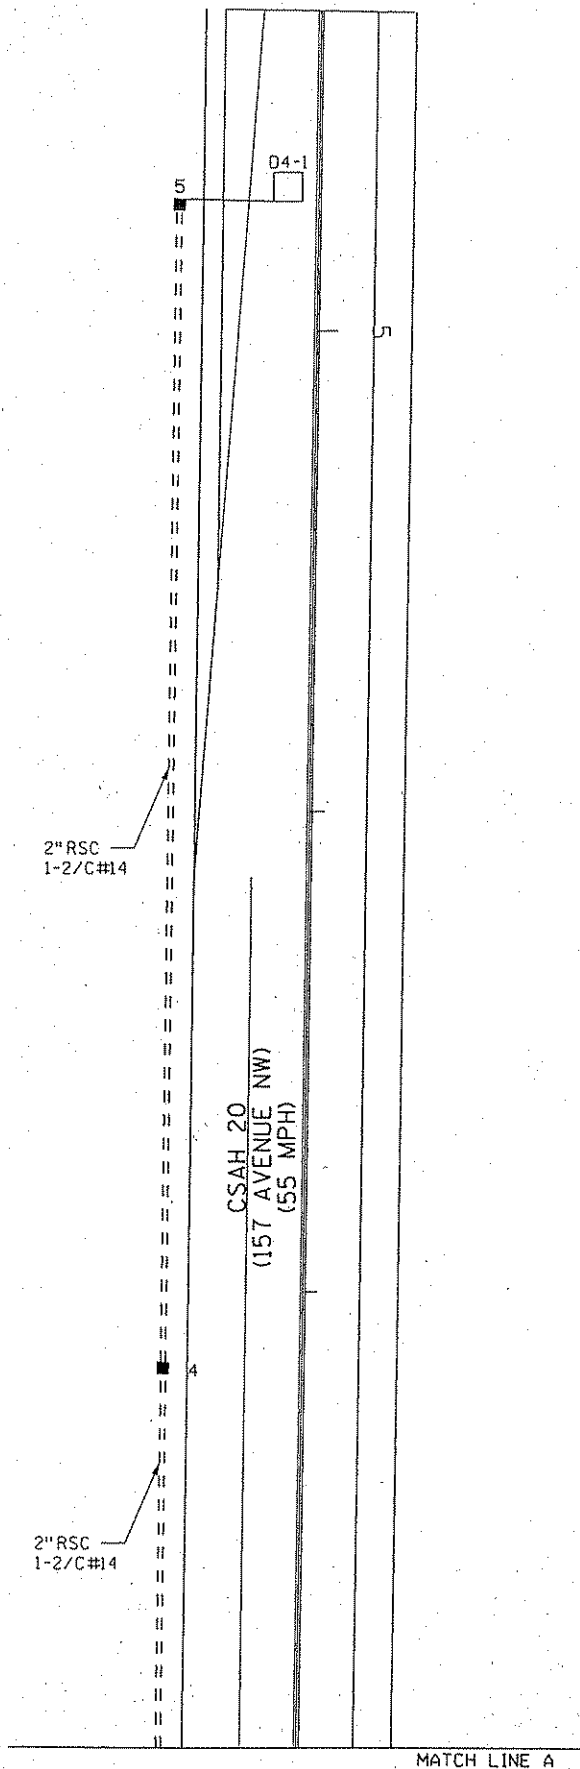 D4-1
5
5
2"RSC
1-2/C#14
CSAH 20
(157 AVENUE NW)
(55 MPH)
4
2"RSC
1-2/C#14
MATCH LINE A